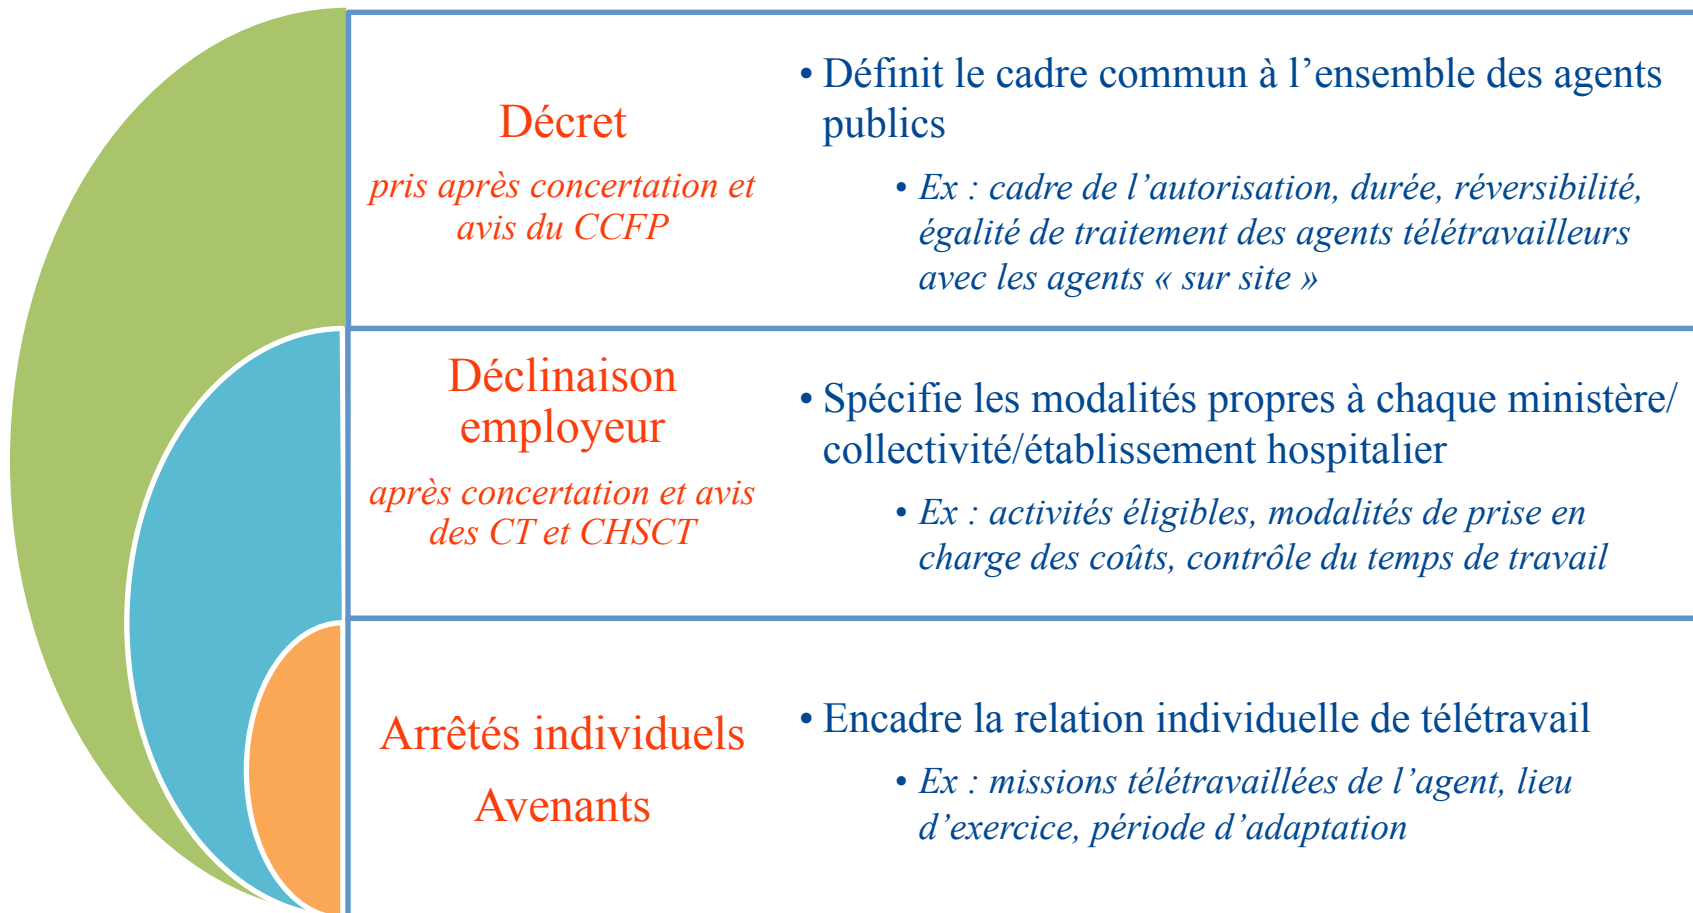 Décret
pris après concertation et
avis du CCFP
• Définit le cadre commun à l’ensemble des agents
publics
• Ex : cadre de l’autorisation, durée, réversibilité,
égalité de traitement des agents télétravailleurs
avec les agents « sur site »
Déclinaison
employeur
après concertation et avis
des CT et CHSCT
• Spécifie les modalités propres à chaque ministère/
collectivité/établissement hospitalier
• Ex : activités éligibles, modalités de prise en
charge des coûts, contrôle du temps de travail
Arrêtés individuels
Avenants
• Encadre la relation individuelle de télétravail
• Ex : missions télétravaillées de l’agent, lieu
d’exercice, période d’adaptation